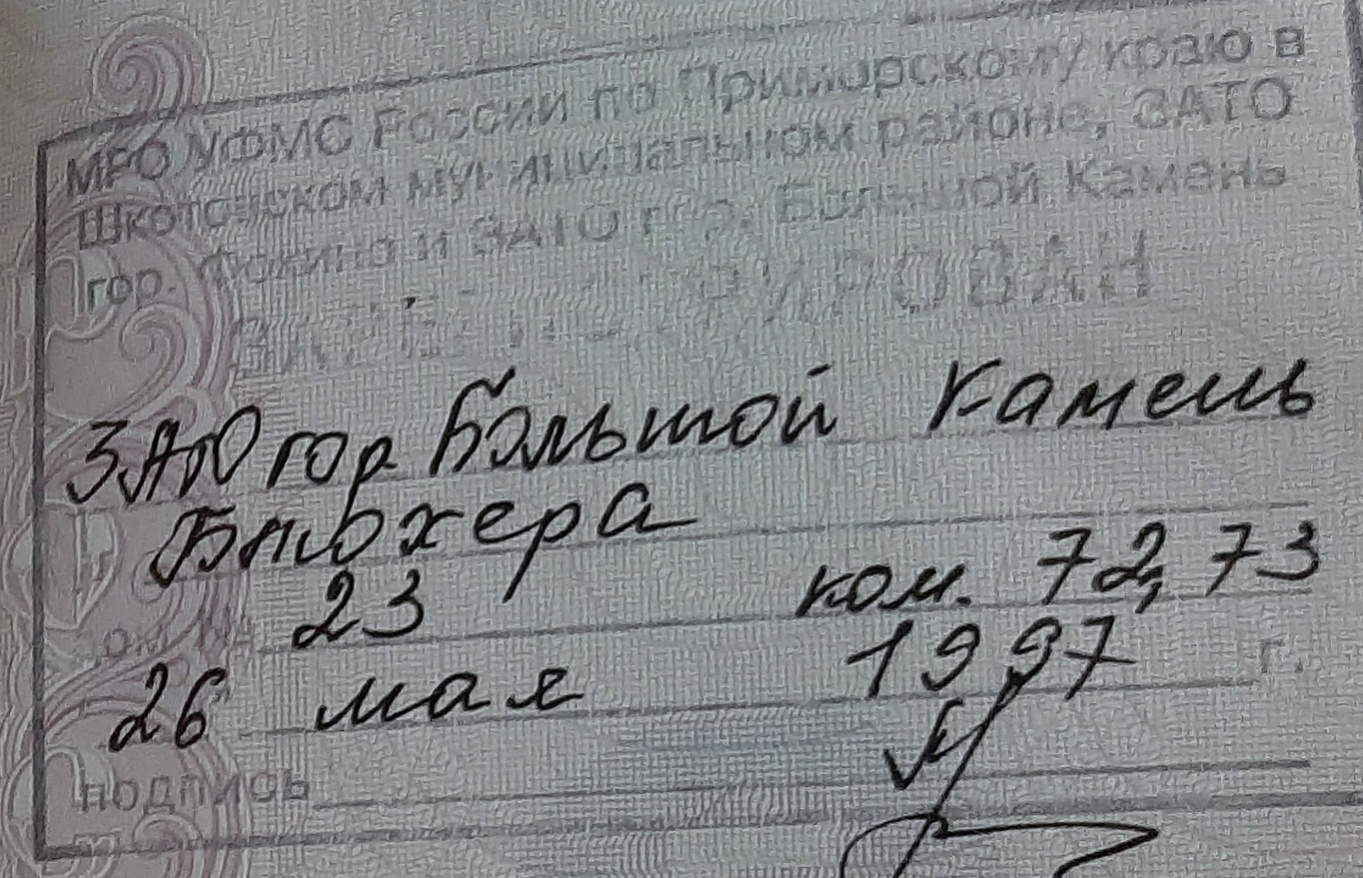 МРО УФМС России по Приморскому краю в
Шкотовском муниципальном районе, ЗАТО
гор. Фокино и ЗАТО гор. Большой Камень
ЗАРЕГИСТРИРОВАН
ЗАТО гор Большой Камень
Блюхера
23 ком. 72, 73
26 мая 1997 г.
подпись